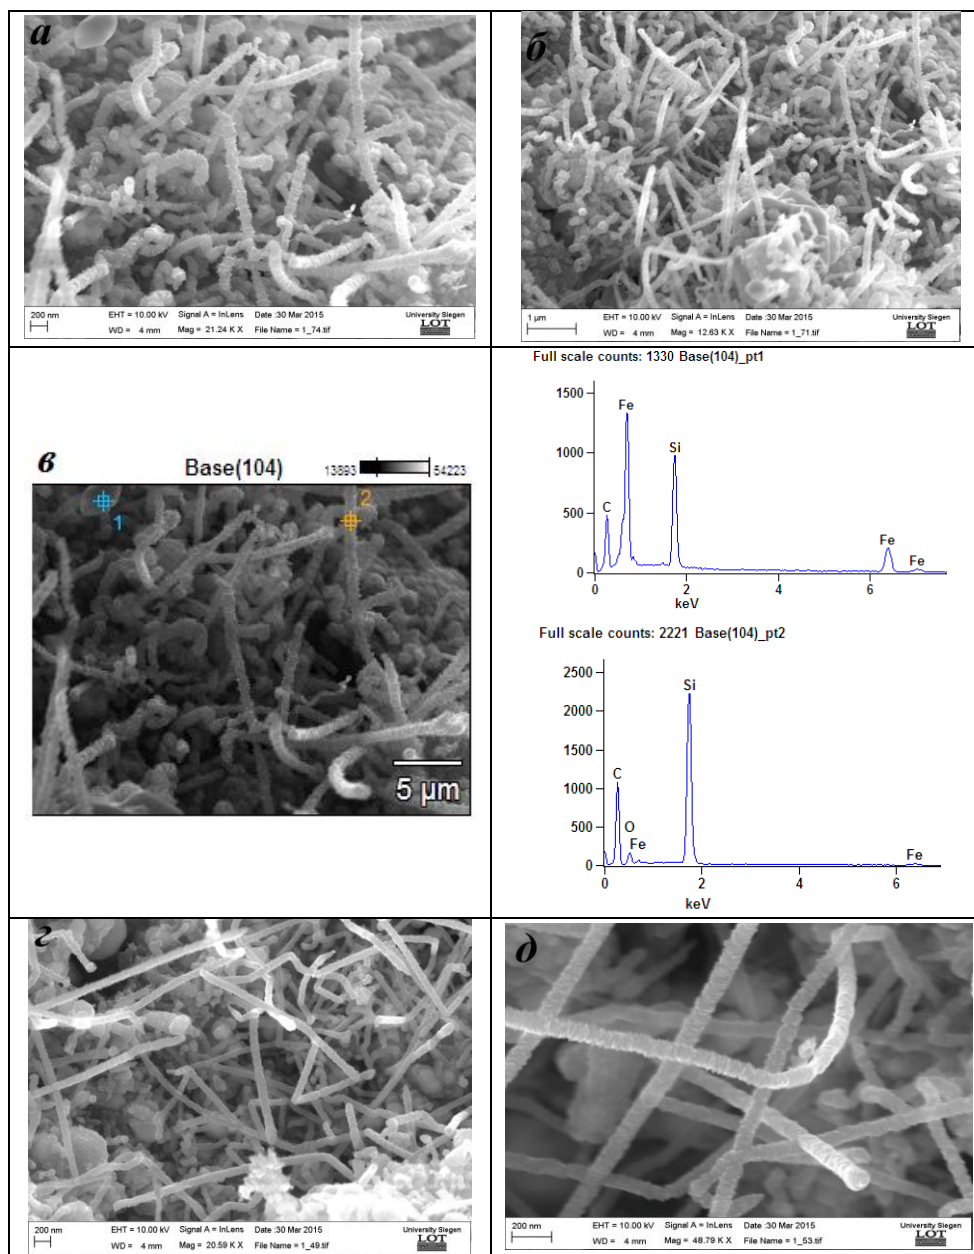 а
200 nm EHT = 10.00 kV Signal A = InLens Date :30 Mar 2015 University Siegen
WD = 4 mm Mag = 21.24 K X File Name = 1_74.tif LOT
б
1 µm EHT = 10.00 kV Signal A = InLens Date :30 Mar 2015 University Siegen
WD = 4 mm Mag = 12.63 K X File Name = 1_71.tif LOT
в
Base(104) 13893 54223
1
2
5 µm
Full scale counts: 1330 Base(104)_pt1
1500
1000
500
0
C
Fe
Si
Fe
Fe
0 2 4 6
keV
Full scale counts: 2221 Base(104)_pt2
2500
2000
1500
1000
500
0
C
O
Fe
Si
Fe
0 2 4 6
keV
г
200 nm EHT = 10.00 kV Signal A = InLens Date :30 Mar 2015 University Siegen
WD = 4 mm Mag = 20.59 K X File Name = 1_49.tif LOT
д
200 nm EHT = 10.00 kV Signal A = InLens Date :30 Mar 2015 University Siegen
WD = 4 mm Mag = 48.79 K X File Name = 1_53.tif LOT